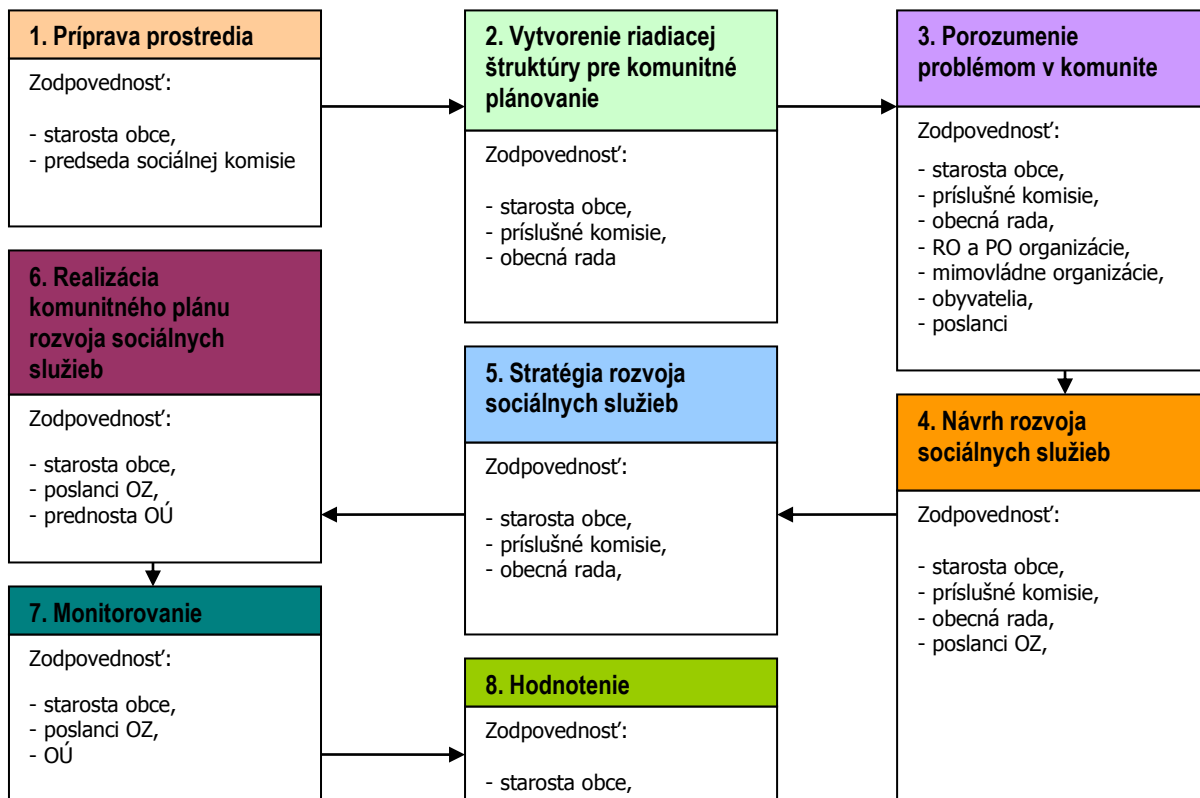 1. Príprava prostredia
Zodpovednosť:
- starosta obce,
- predseda sociálnej komisie
2. Vytvorenie riadiacej
štruktúry pre komunitné
plánovanie
Zodpovednosť:
- starosta obce,
- príslušné komisie,
- obecná rada
3. Porozumenie
problémom v komunite
Zodpovednosť:
- starosta obce,
- príslušné komisie,
- obecná rada,
- RO a PO organizácie,
- mimovládne organizácie,
- obyvatelia,
- poslanci
4. Návrh rozvoja
sociálnych služieb
Zodpovednosť:
- starosta obce,
- príslušné komisie,
- obecná rada,
- poslanci OZ,
5. Stratégia rozvoja
sociálnych služieb
Zodpovednosť:
- starosta obce,
- príslušné komisie,
- obecná rada,
6. Realizácia
komunitného plánu
rozvoja sociálnych
služieb
Zodpovednosť:
- starosta obce,
- poslanci OZ,
- prednosta OÚ
7. Monitorovanie
Zodpovednosť:
- starosta obce,
- poslanci OZ,
- OÚ
8. Hodnotenie
Zodpovednosť:
- starosta obce,